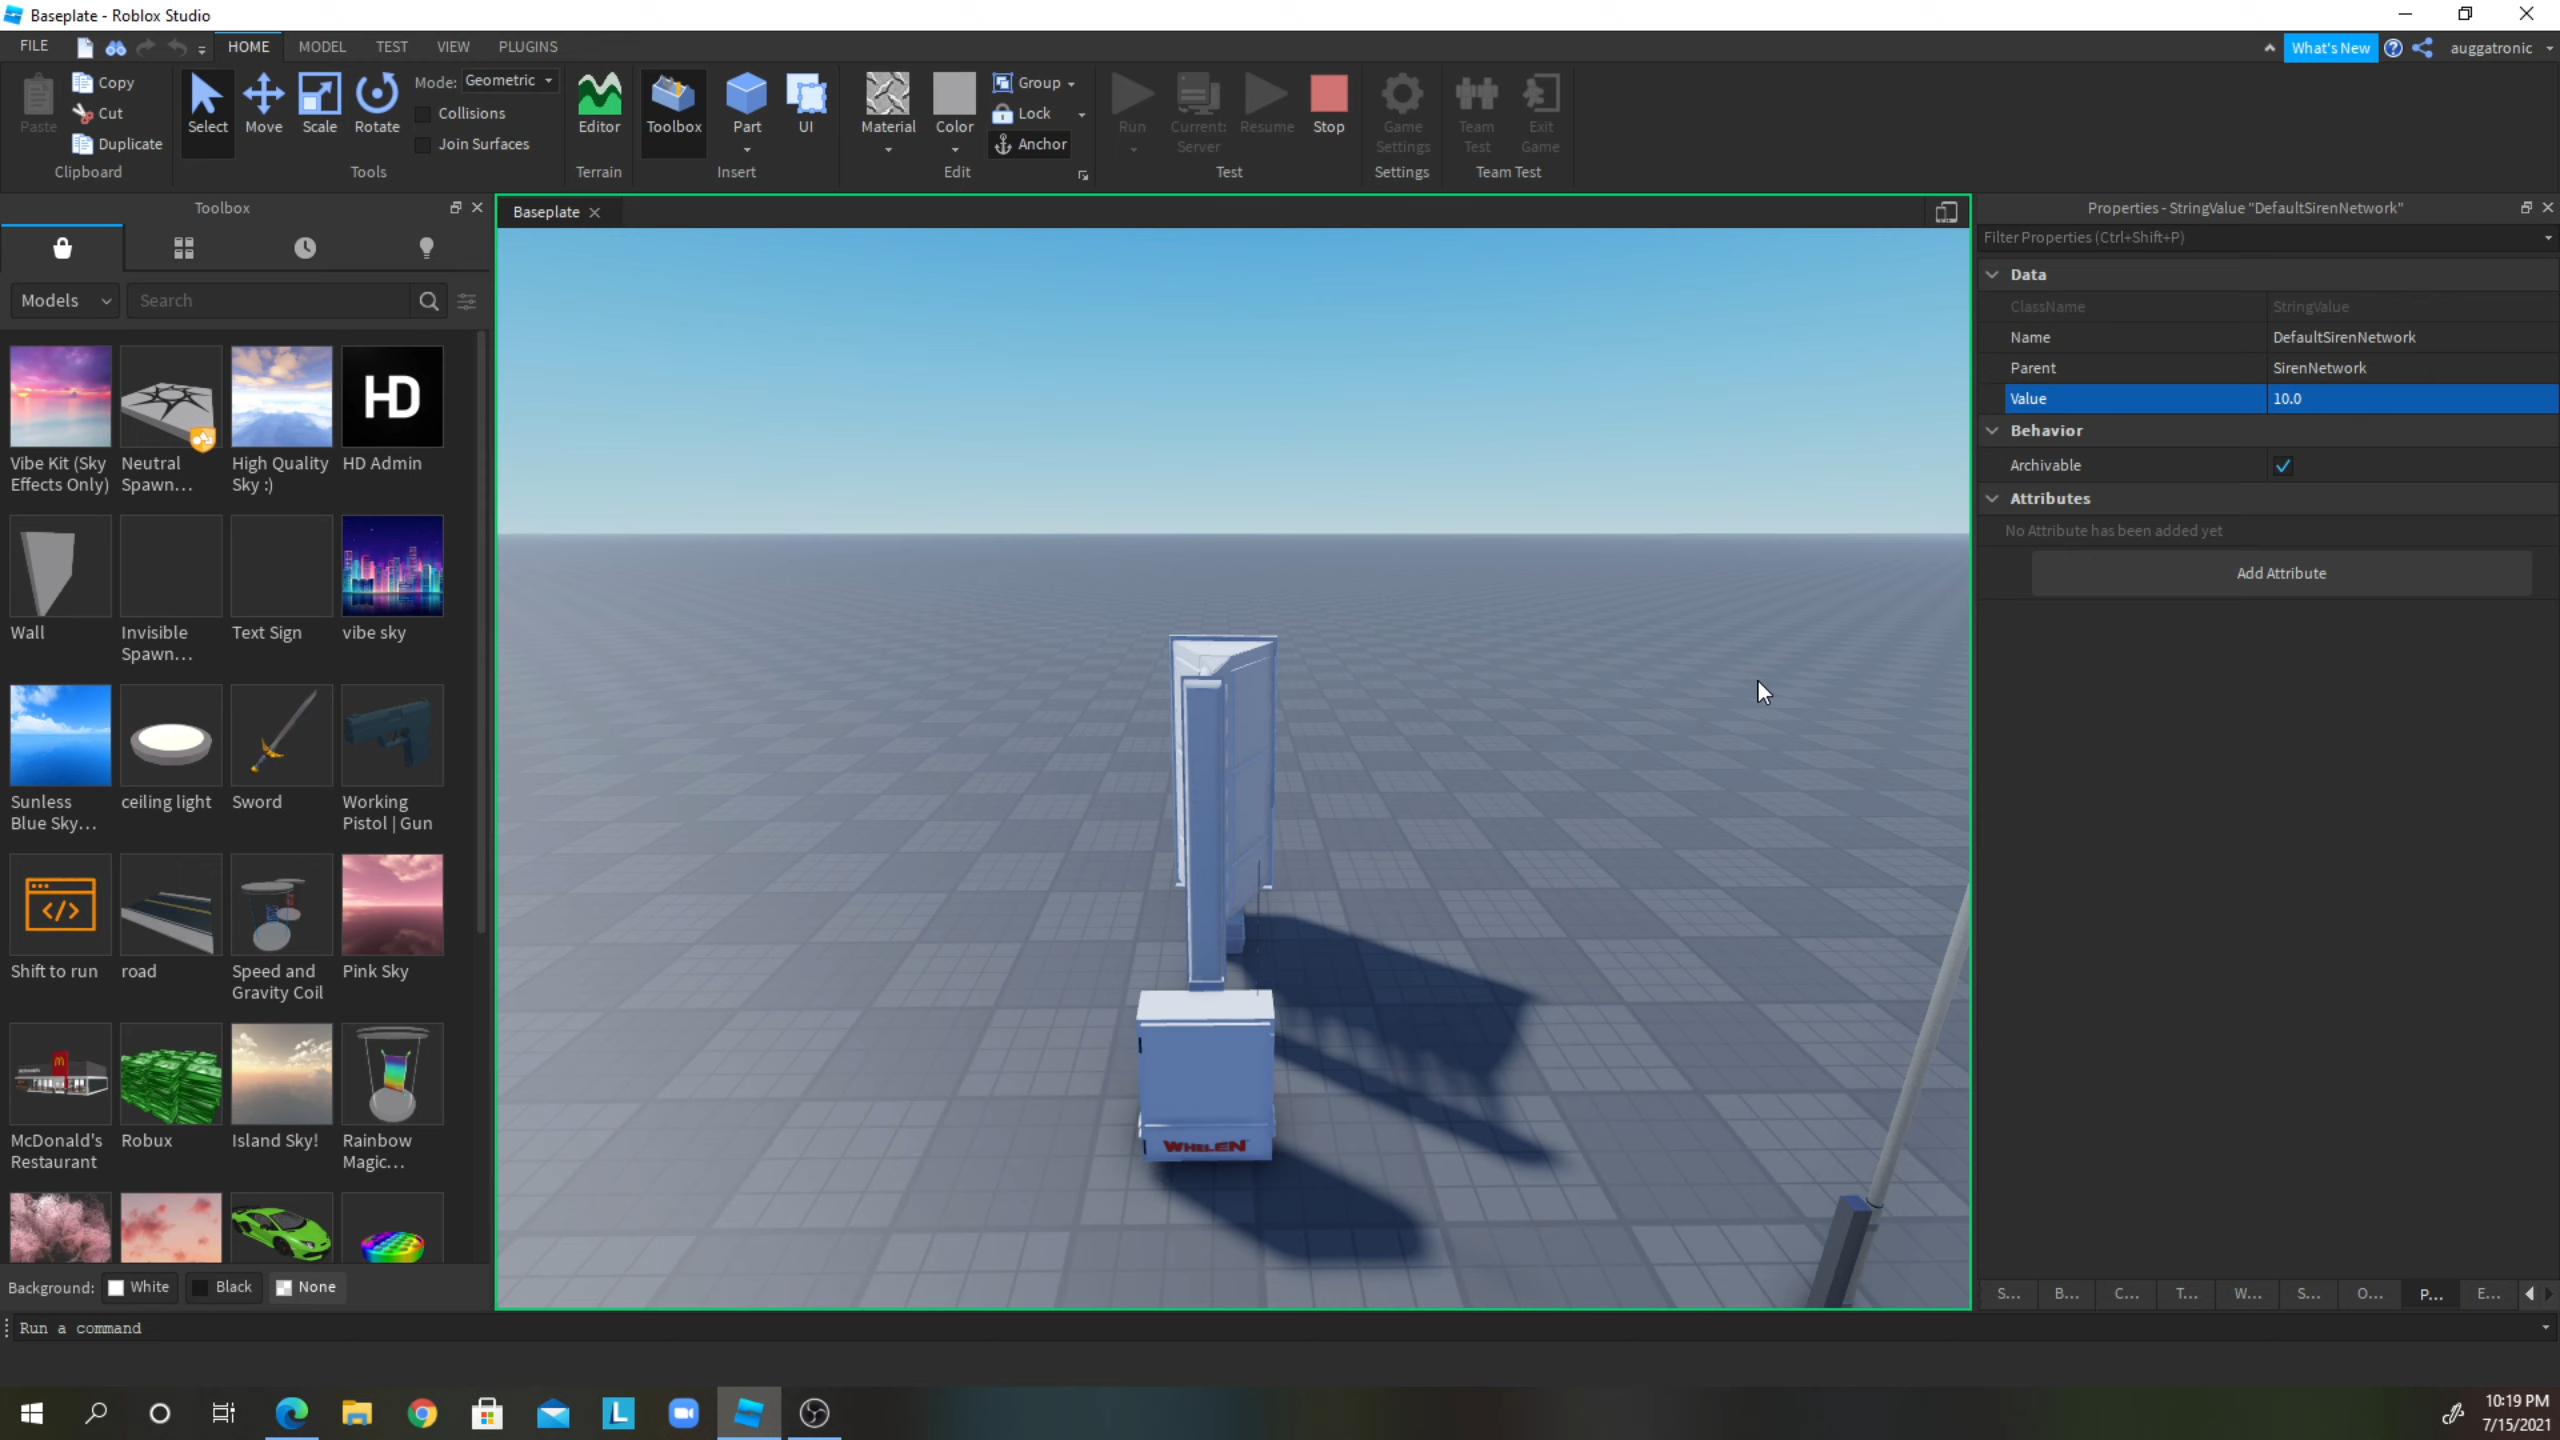 Baseplate - Roblox Studio
FILE
HOME
MODEL
TEST
VIEW
PLUGINS
What's New
auggatronic
Paste
Copy
Cut
Duplicate
Clipboard
Select
Move
Scale
Rotate
Mode: Geometric
Collisions
Join Surfaces
Tools
Editor
Terrain
Toolbox
Part
UI
Insert
Material
Color
Group
Lock
Anchor
Edit
Run
Current:
Server
Resume
Stop
Test
Game
Settings
Settings
Team
Test
Exit
Game
Team Test
Toolbox
Models
Search
Vibe Kit (Sky
Effects Only)
Neutral
Spawn...
High Quality
Sky :)
HD
HD Admin
Wall
Invisible
Spawn...
Text Sign
vibe sky
Sunless
Blue Sky...
ceiling light
Sword
Working
Pistol | Gun
Shift to run
road
Speed and
Gravity Coil
Pink Sky
McDonald's
Restaurant
Robux
Island Sky!
Rainbow
Magic...
Background:
White
Black
None
Run a command
Baseplate
WHELEN
Properties - StringValue "DefaultSirenNetwork"
Filter Properties (Ctrl+Shift+P)
Data
ClassName StringValue
Name DefaultSirenNetwork
Parent SirenNetwork
Value 10.0
Behavior
Archivable
Attributes
No Attribute has been added yet
Add Attribute
S... B... C... T... W... S... O... P... E...
10:19 PM
7/15/2021